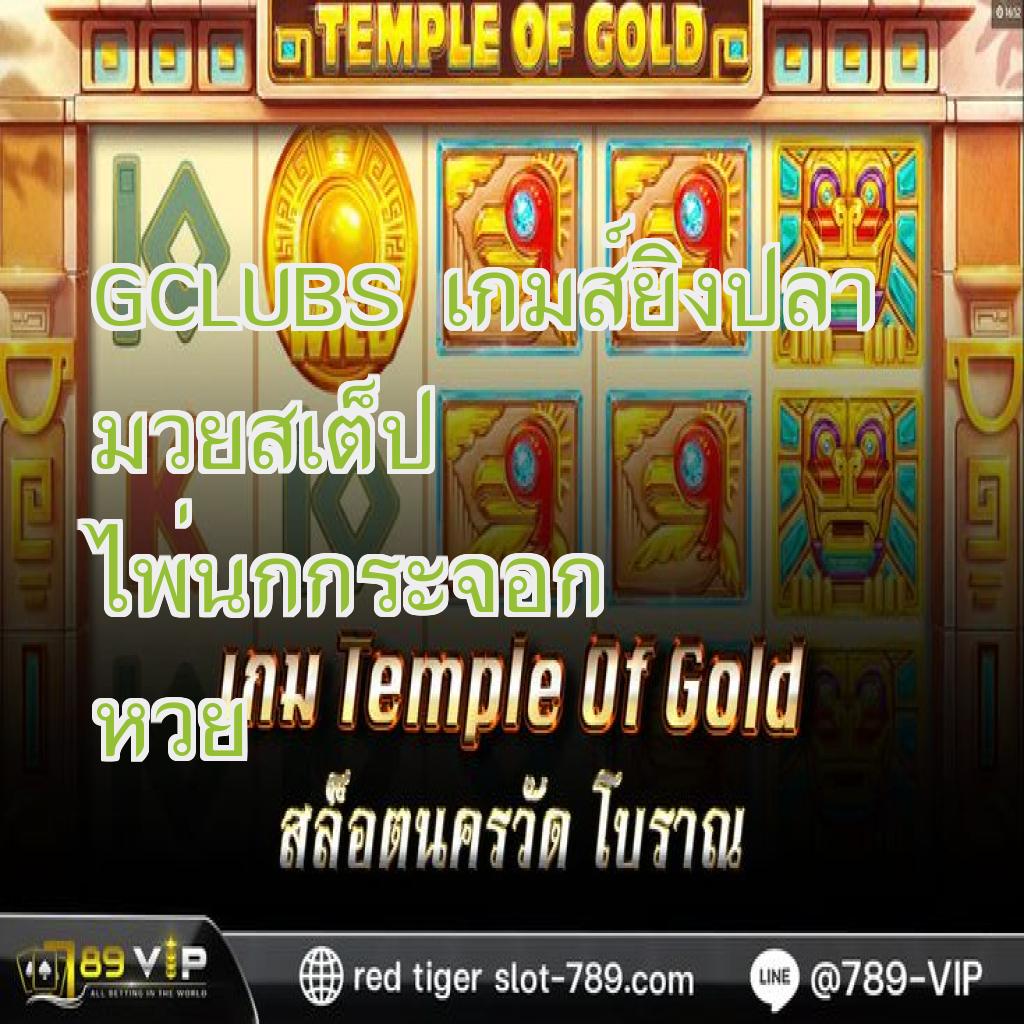 TEMPLE OF GOLD
WILD
GCLUBS เกมส์ยิงปลา
มวยสเต็ป
K
ไพ่นกกระจอก
เกม Temple Of Gold
หวย
สล็อตนครวัด โบราณ
789 VIP
ALL BETTING IN THE WORLD
red tiger slot-789.com
LINE @789-VIP